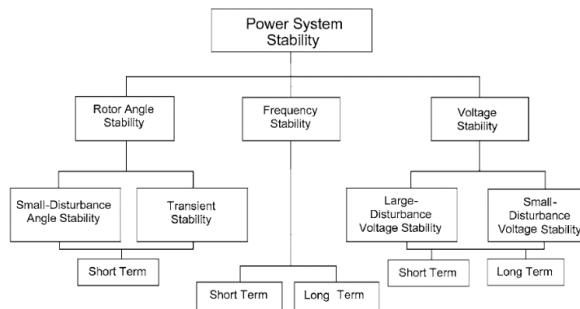 Power System
Stability
Rotor Angle
Stability
Frequency
Stability
Voltage
Stability
Small-Disturbance
Angle Stability
Transient
Stability
Large-
Disturbance
Voltage Stability
Small-
Disturbance
Voltage Stability
Short Term
Short Term
Long Term
Short Term
Long Term